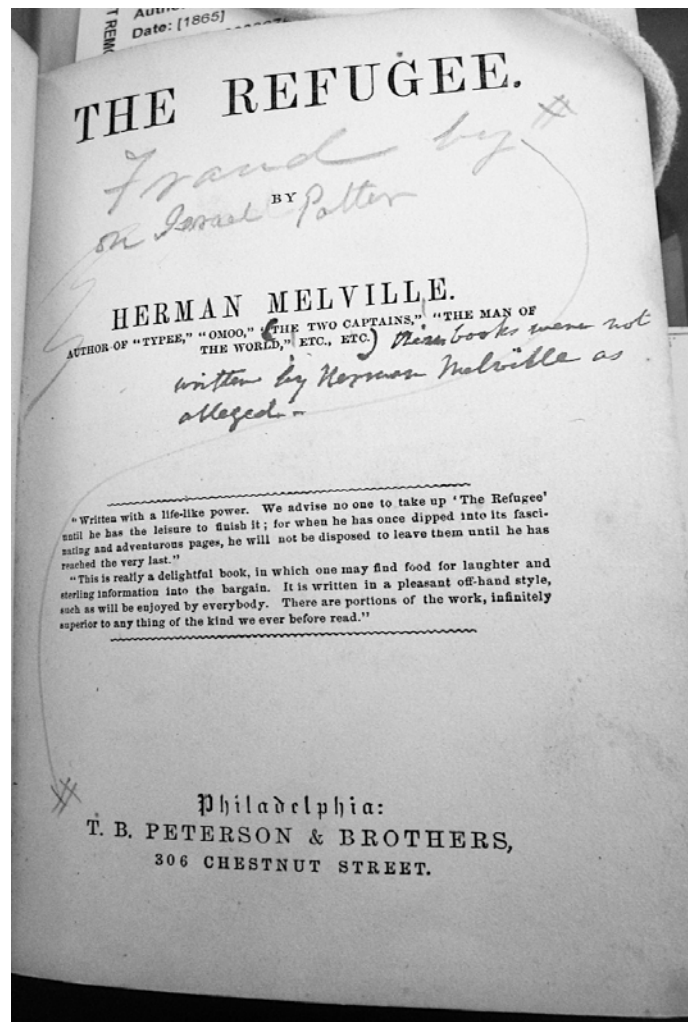 Date: [1865]
THE REFUGEE.
Fraud by
BY
on Israel Potter
HERMAN MELVILLE.
AUTHOR OF "TYPEE," "OMOO," "THE TWO CAPTAINS," "THE MAN OF
THE WORLD," ETC., ETC.) these books were not
written by Herman Melville as
alleged.
"Written with a life-like power. We advise no one to take up 'The Refugee'
until he has the leisure to finish it; for when he has once dipped into its fasci-
nating and adventurous pages, he will not be disposed to leave them until he has
reached the very last."
"This is really a delightful book, in which one may find food for laughter and
sterling information into the bargain. It is written in a pleasant off-hand style,
such as will be enjoyed by everybody. There are portions of the work, infinitely
superior to any thing of the kind we ever before read."
Philadelphia:
T. B. PETERSON & BROTHERS,
306 CHESTNUT STREET.